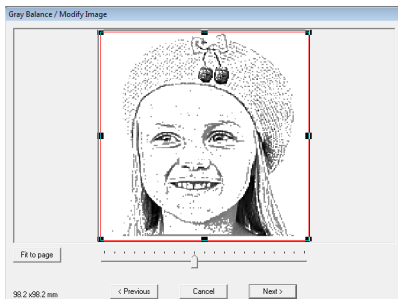 Gray Balance / Modify Image
Fit to page
98.2 x98.2 mm
< Previous
Cancel
Next >